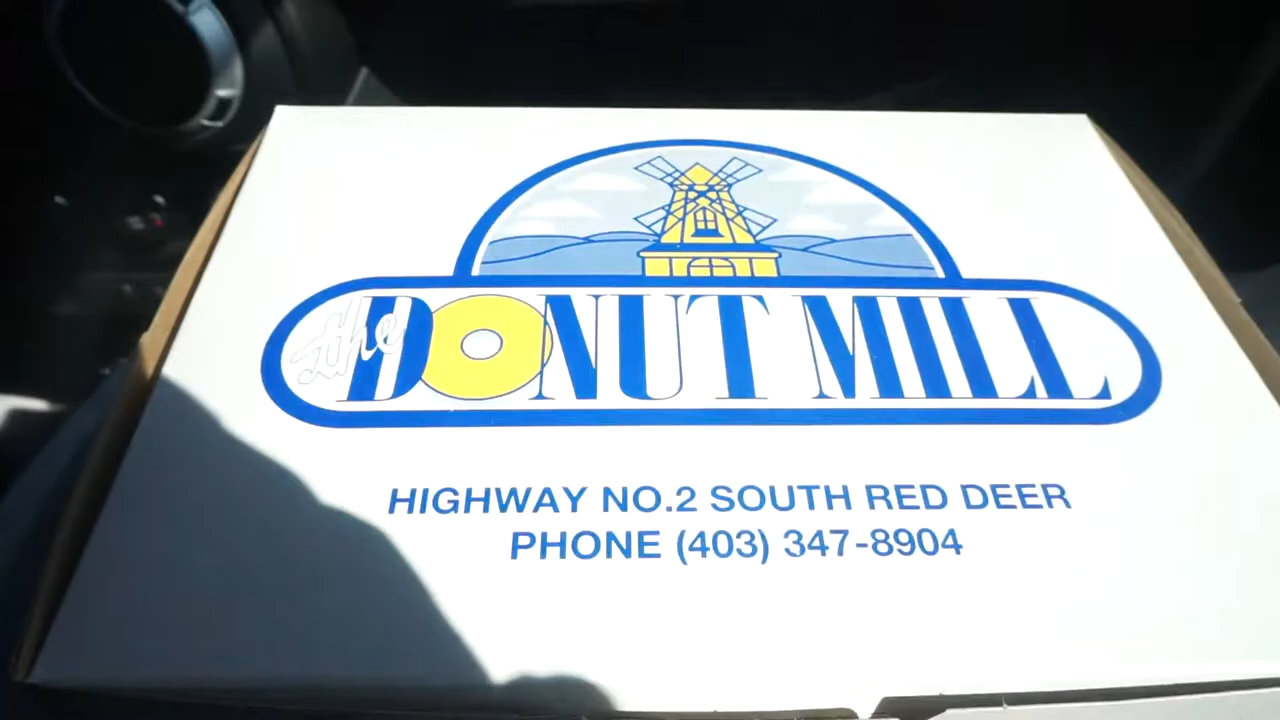 the DONUT MILL
HIGHWAY NO.2 SOUTH RED DEER
PHONE (403) 347-8904